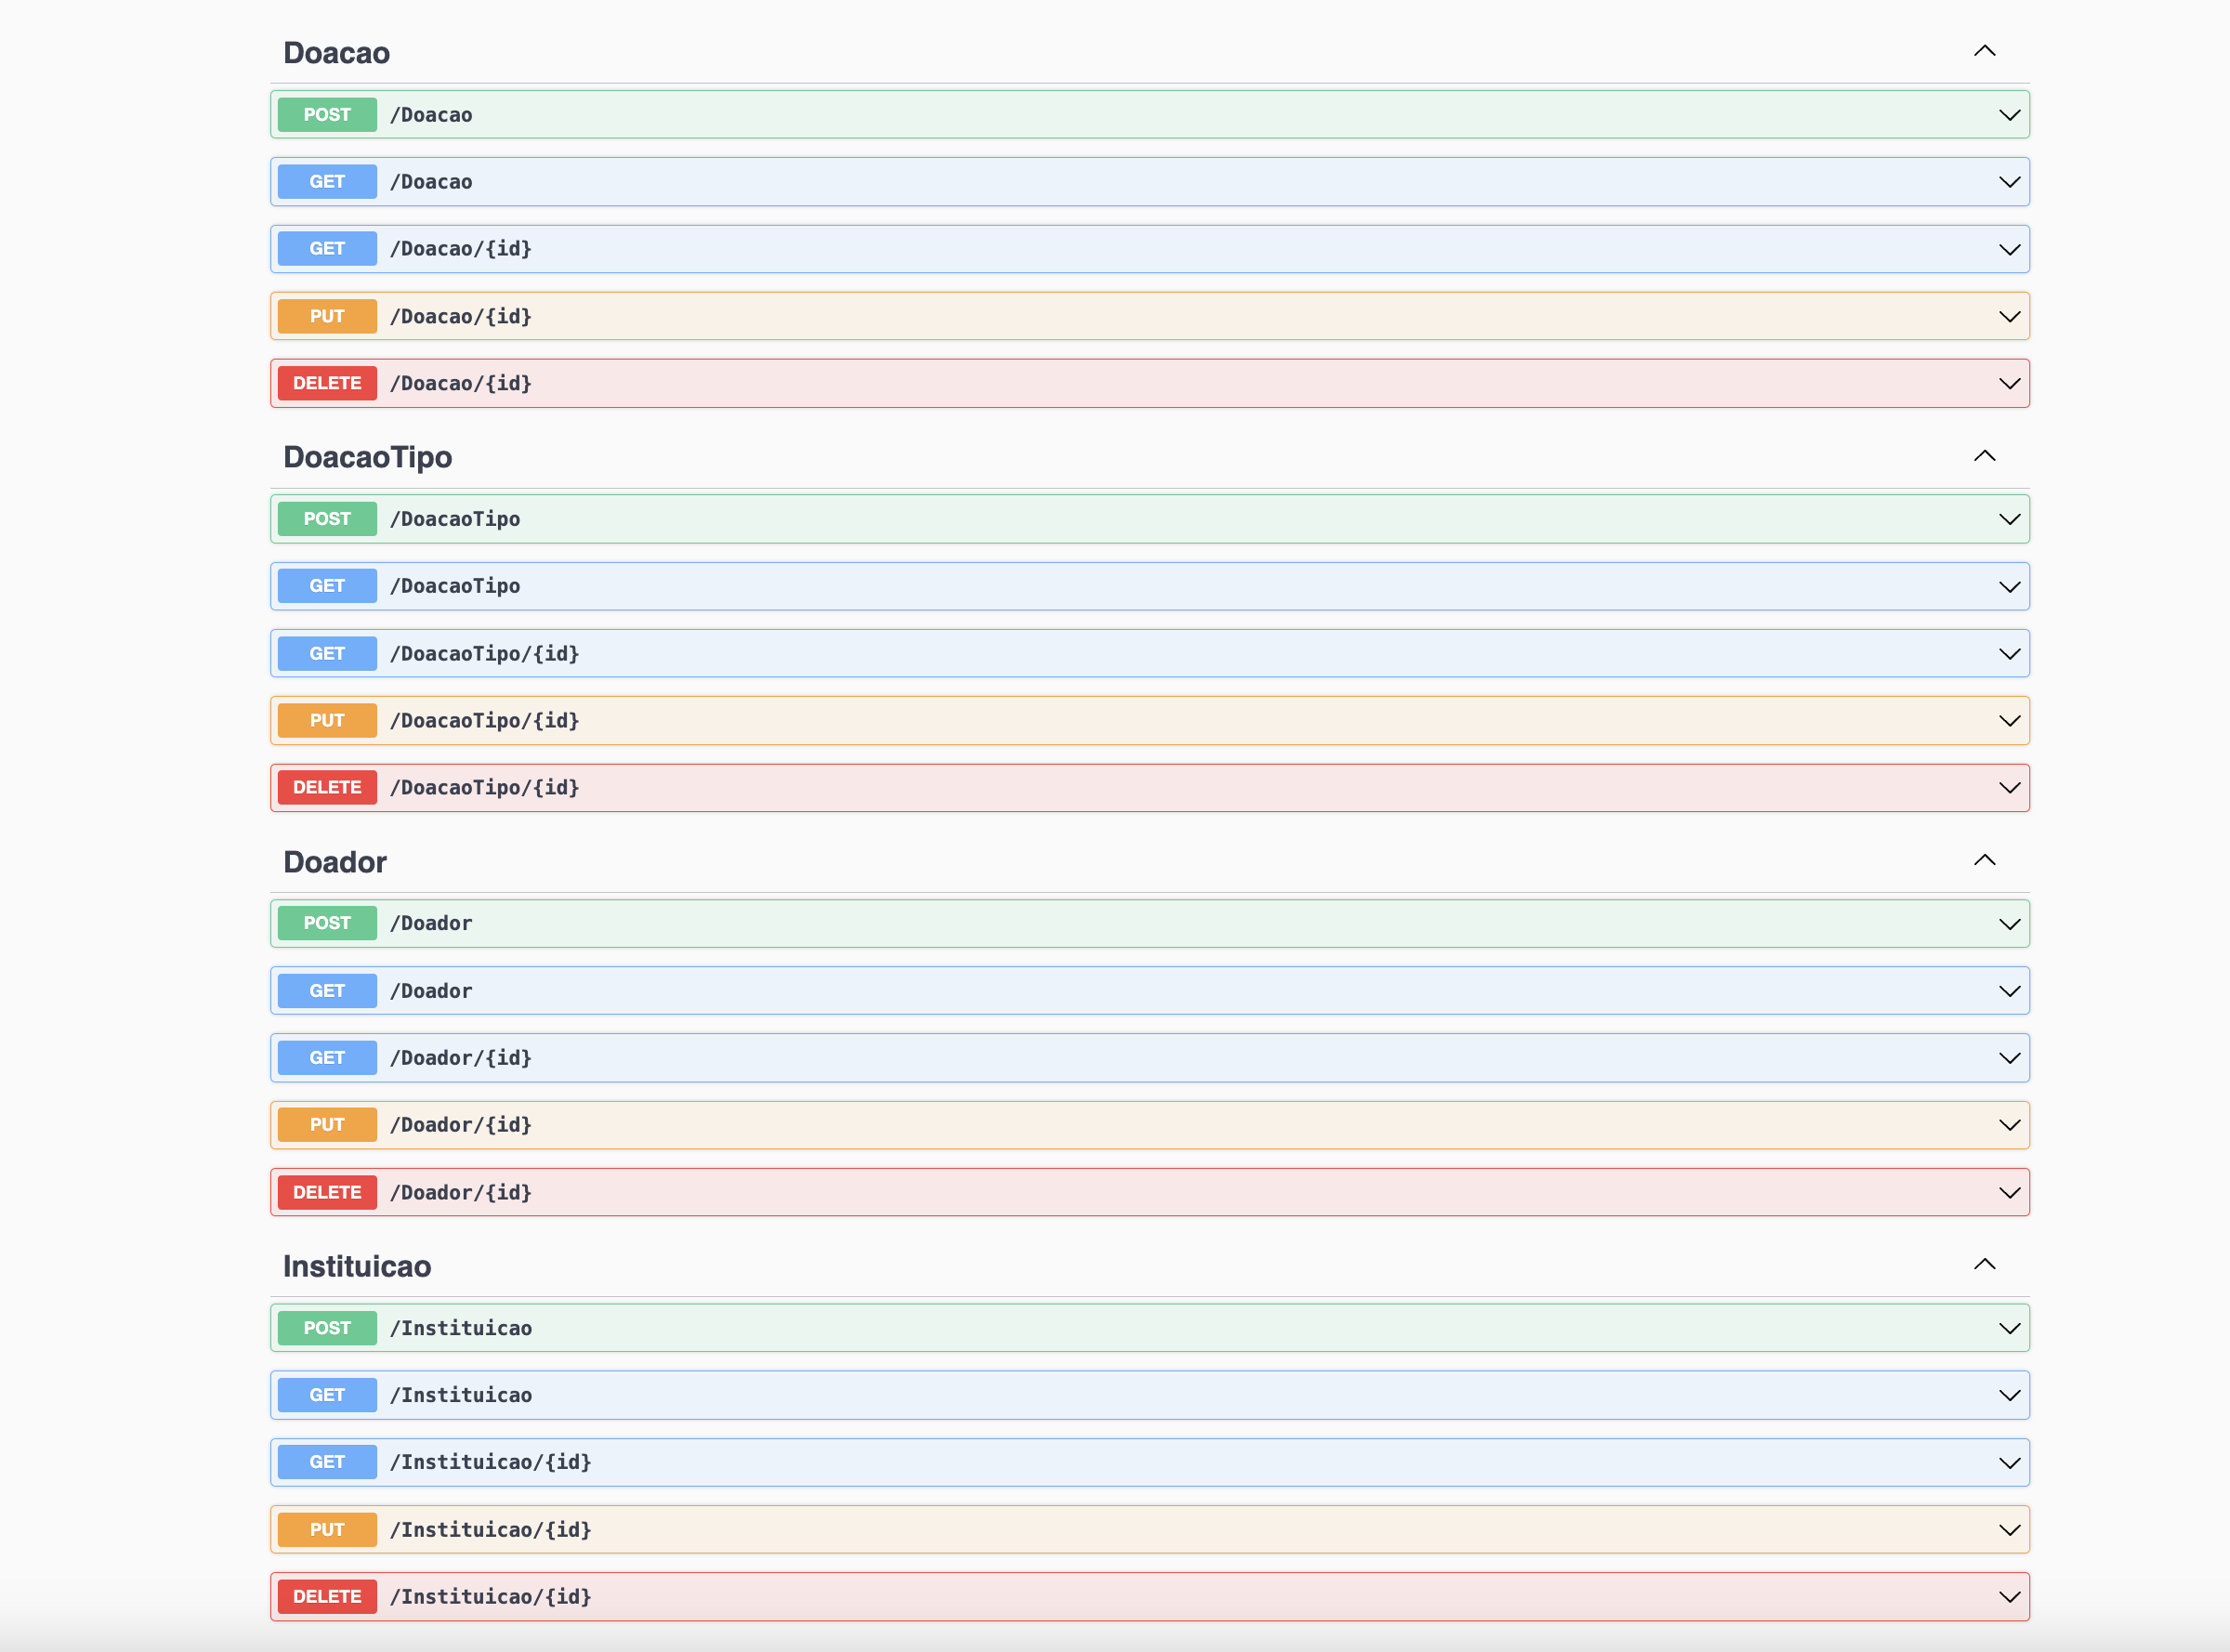 Doacao
POST /Doacao
GET /Doacao
GET /Doacao/{id}
PUT /Doacao/{id}
DELETE /Doacao/{id}
DoacaoTipo
POST /DoacaoTipo
GET /DoacaoTipo
GET /DoacaoTipo/{id}
PUT /DoacaoTipo/{id}
DELETE /DoacaoTipo/{id}
Doador
POST /Doador
GET /Doador
GET /Doador/{id}
PUT /Doador/{id}
DELETE /Doador/{id}
Instituicao
POST /Instituicao
GET /Instituicao
GET /Instituicao/{id}
PUT /Instituicao/{id}
DELETE /Instituicao/{id}